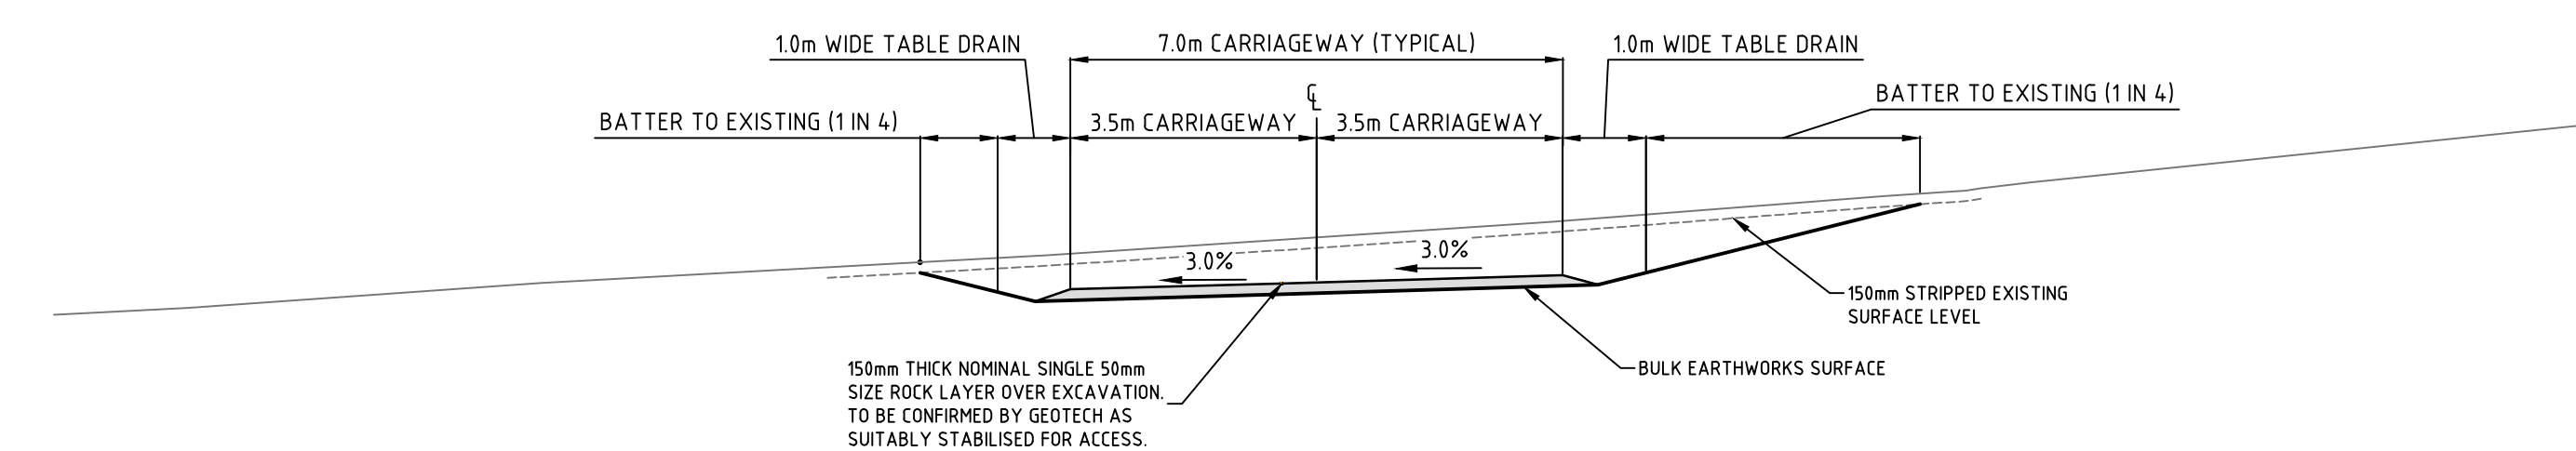 1.0m WIDE TABLE DRAIN
7.0m CARRIAGEWAY (TYPICAL)
1.0m WIDE TABLE DRAIN
BATTER TO EXISTING (1 IN 4)
℄
BATTER TO EXISTING (1 IN 4)
3.5m CARRIAGEWAY
3.5m CARRIAGEWAY
3.0%
3.0%
150mm STRIPPED EXISTING
SURFACE LEVEL
150mm THICK NOMINAL SINGLE 50mm
SIZE ROCK LAYER OVER EXCAVATION.
TO BE CONFIRMED BY GEOTECH AS
SUITABLY STABILISED FOR ACCESS.
BULK EARTHWORKS SURFACE